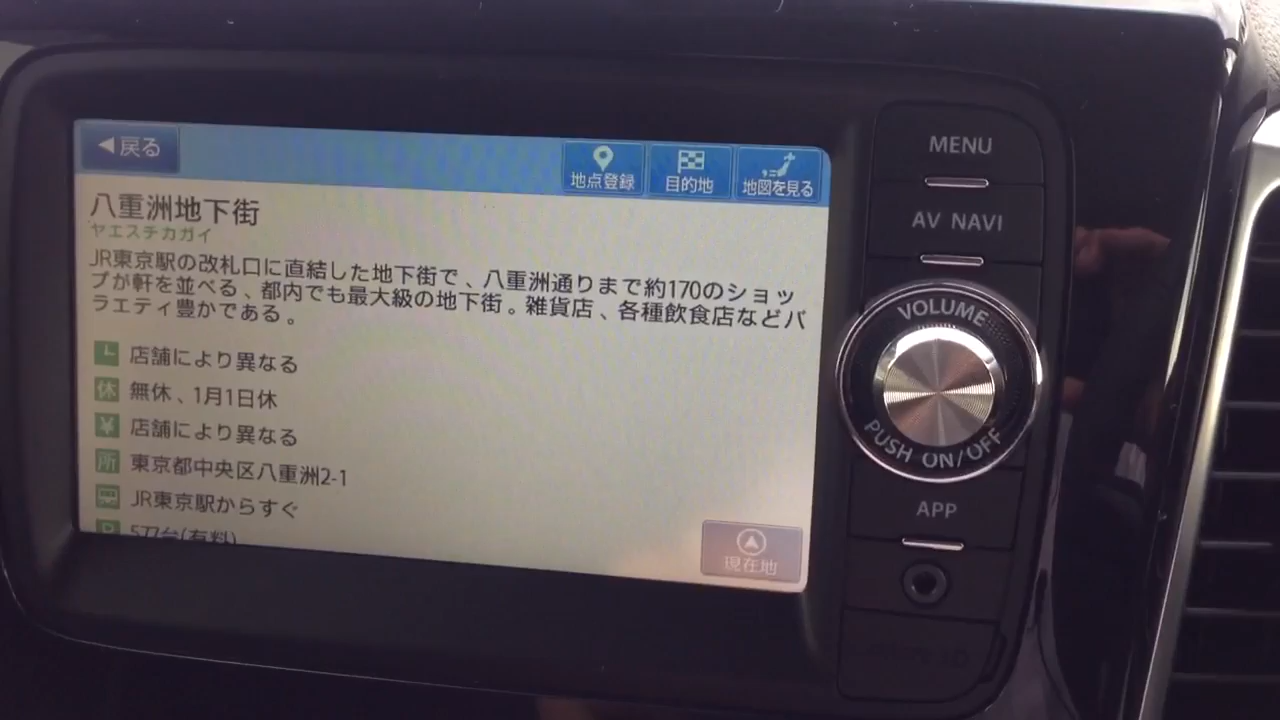 戻る
地点登録
目的地
地図を見る
八重洲地下街
ヤエスチカガイ
JR東京駅の改札口に直結した地下街で、八重洲通りまで約170のショッ
プが軒を並べる、都内でも最大級の地下街。雑貨店、各種飲食店などバ
ラエティ豊かである。
店舗により異なる
休 無休、1月1日休
¥ 店舗により異なる
所 東京都中央区八重洲2-1
JR東京駅からすぐ
現在地
MENU
AV NAVI
VOLUME
PUSH ON/OFF
APP